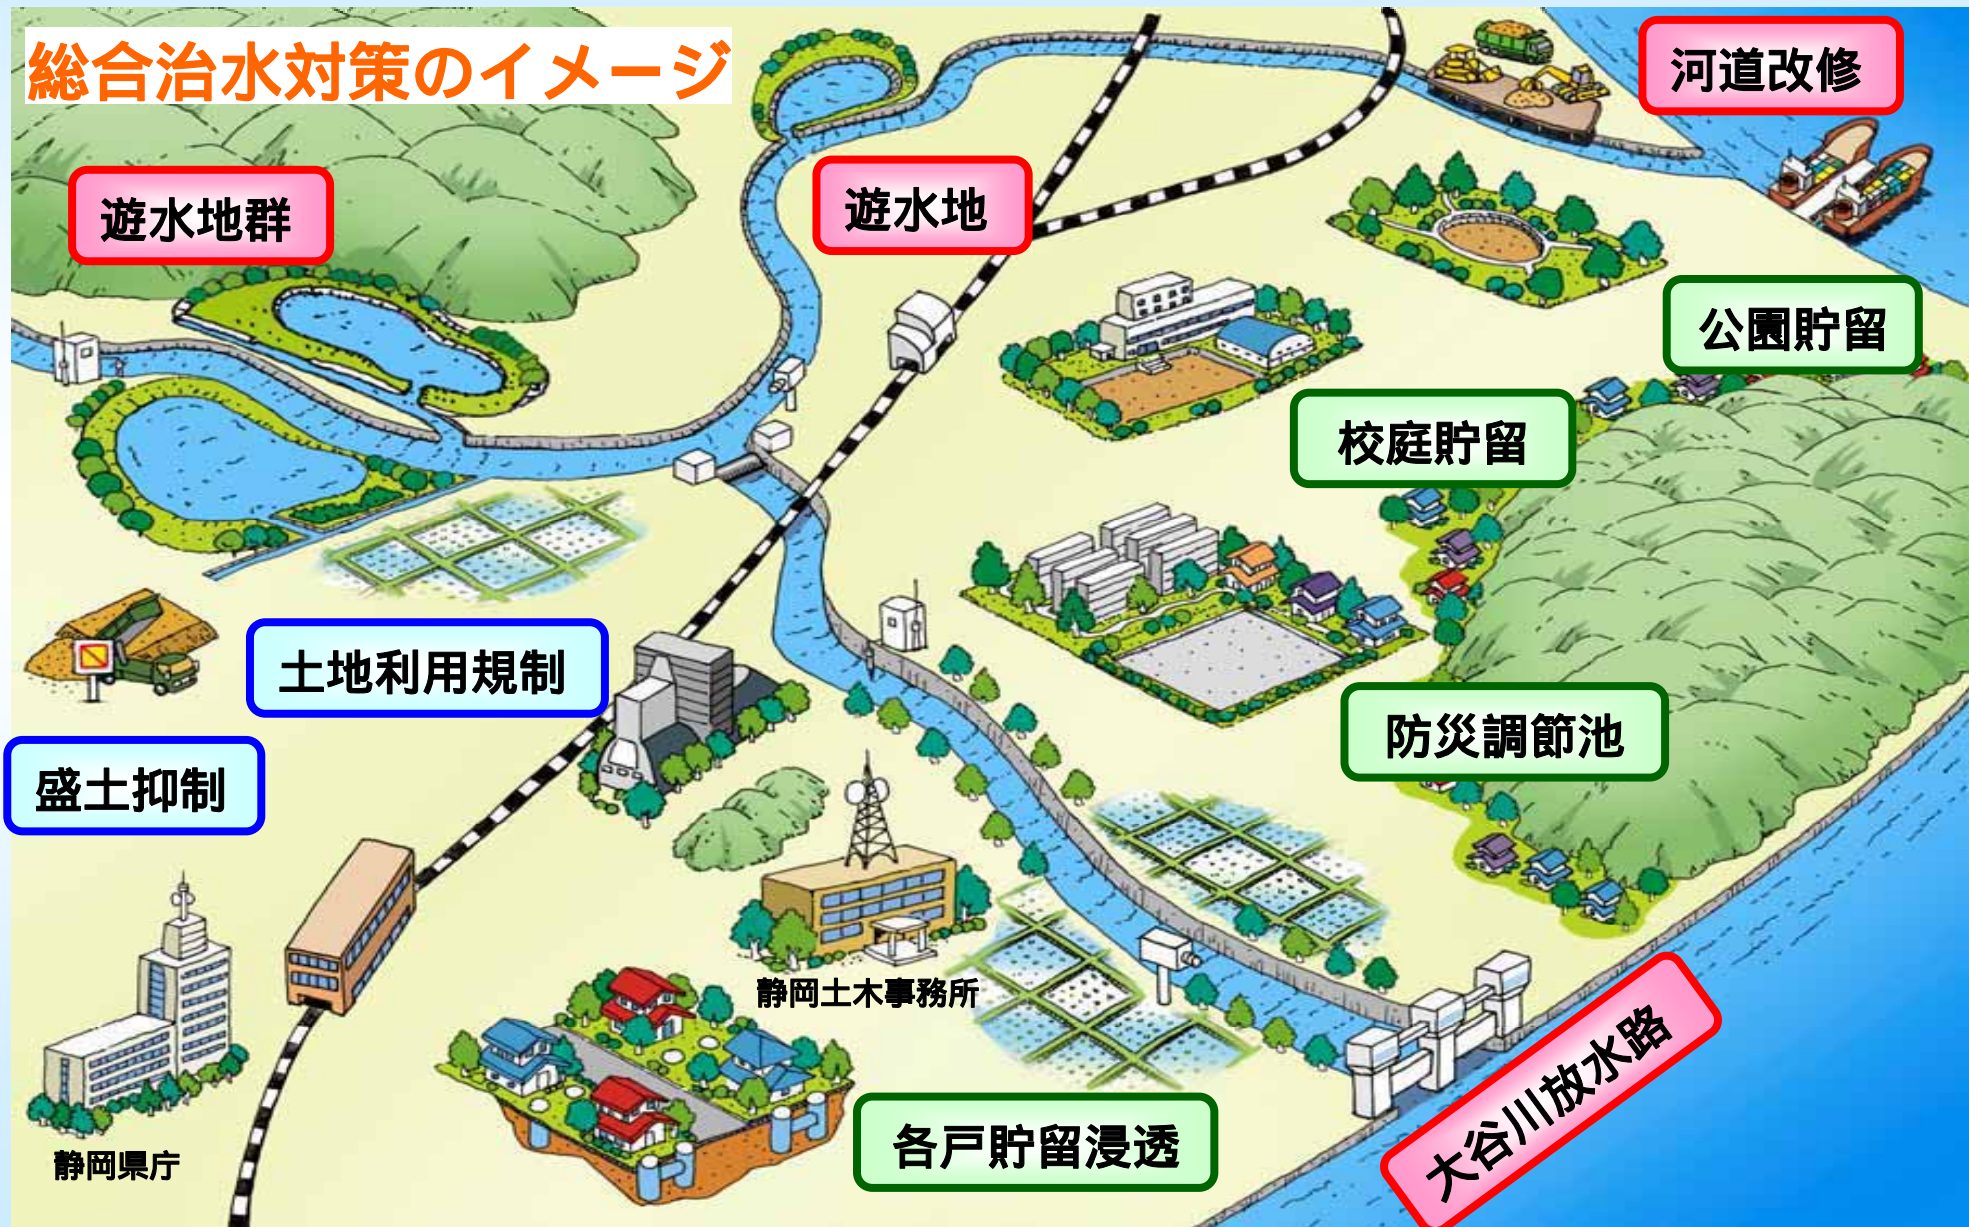 総合治水対策のイメージ
河道改修
遊水地群
遊水地
公園貯留
校庭貯留
土地利用規制
防災調節池
盛土抑制
静岡土木事務所
大谷川放水路
各戸貯留浸透
静岡県庁